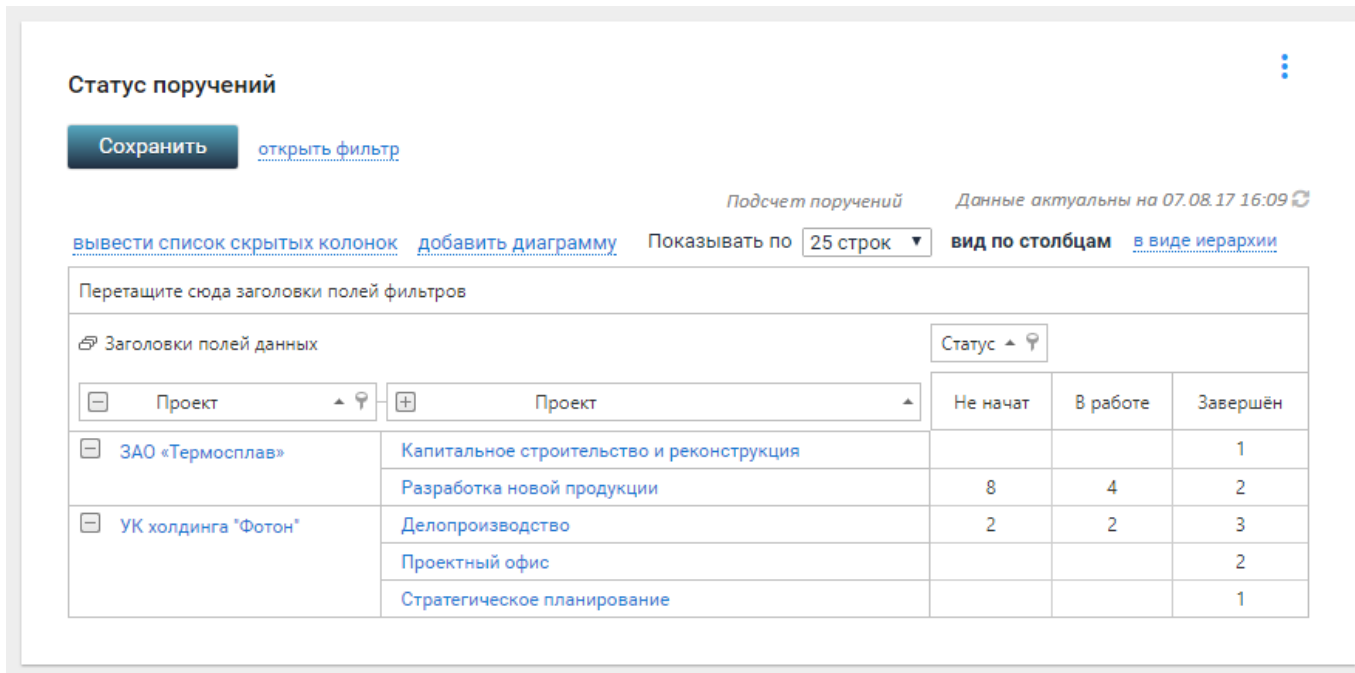 Статус поручений
Сохранить открыть фильтр
Подсчет поручений Данные актуальны на 07.08.17 16:09
вывести список скрытых колонок добавить диаграмму Показывать по 25 строк вид по столбцам в виде иерархии
Перетащите сюда заголовки полей фильтров
Заголовки полей данных Статус
Проект Проект Не начат В работе Завершён
ЗАО «Термосплав» Капитальное строительство и реконструкция 1
Разработка новой продукции 8 4 2
УК холдинга "Фотон" Делопроизводство 2 2 3
Проектный офис 2
Стратегическое планирование 1